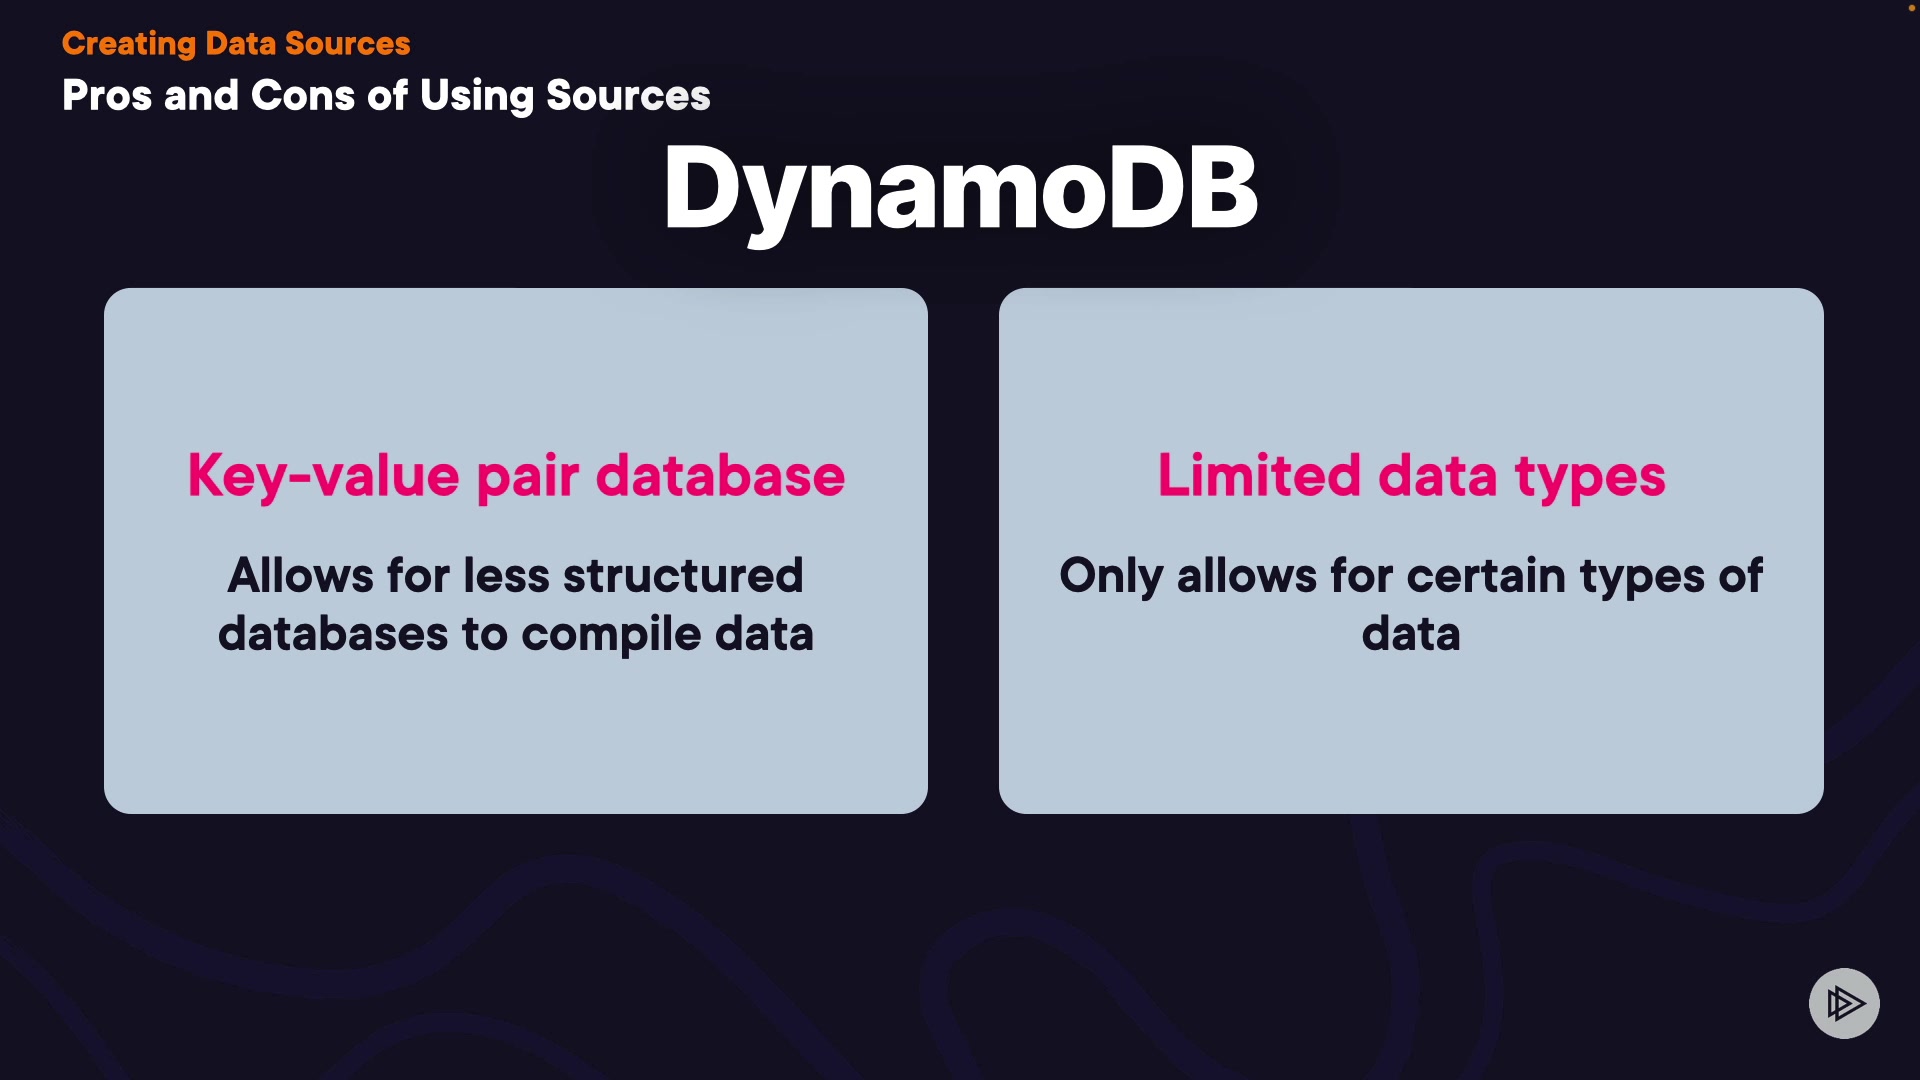 Creating Data Sources
Pros and Cons of Using Sources
DynamoDB
Key-value pair database
Allows for less structured
databases to compile data
Limited data types
Only allows for certain types of
data